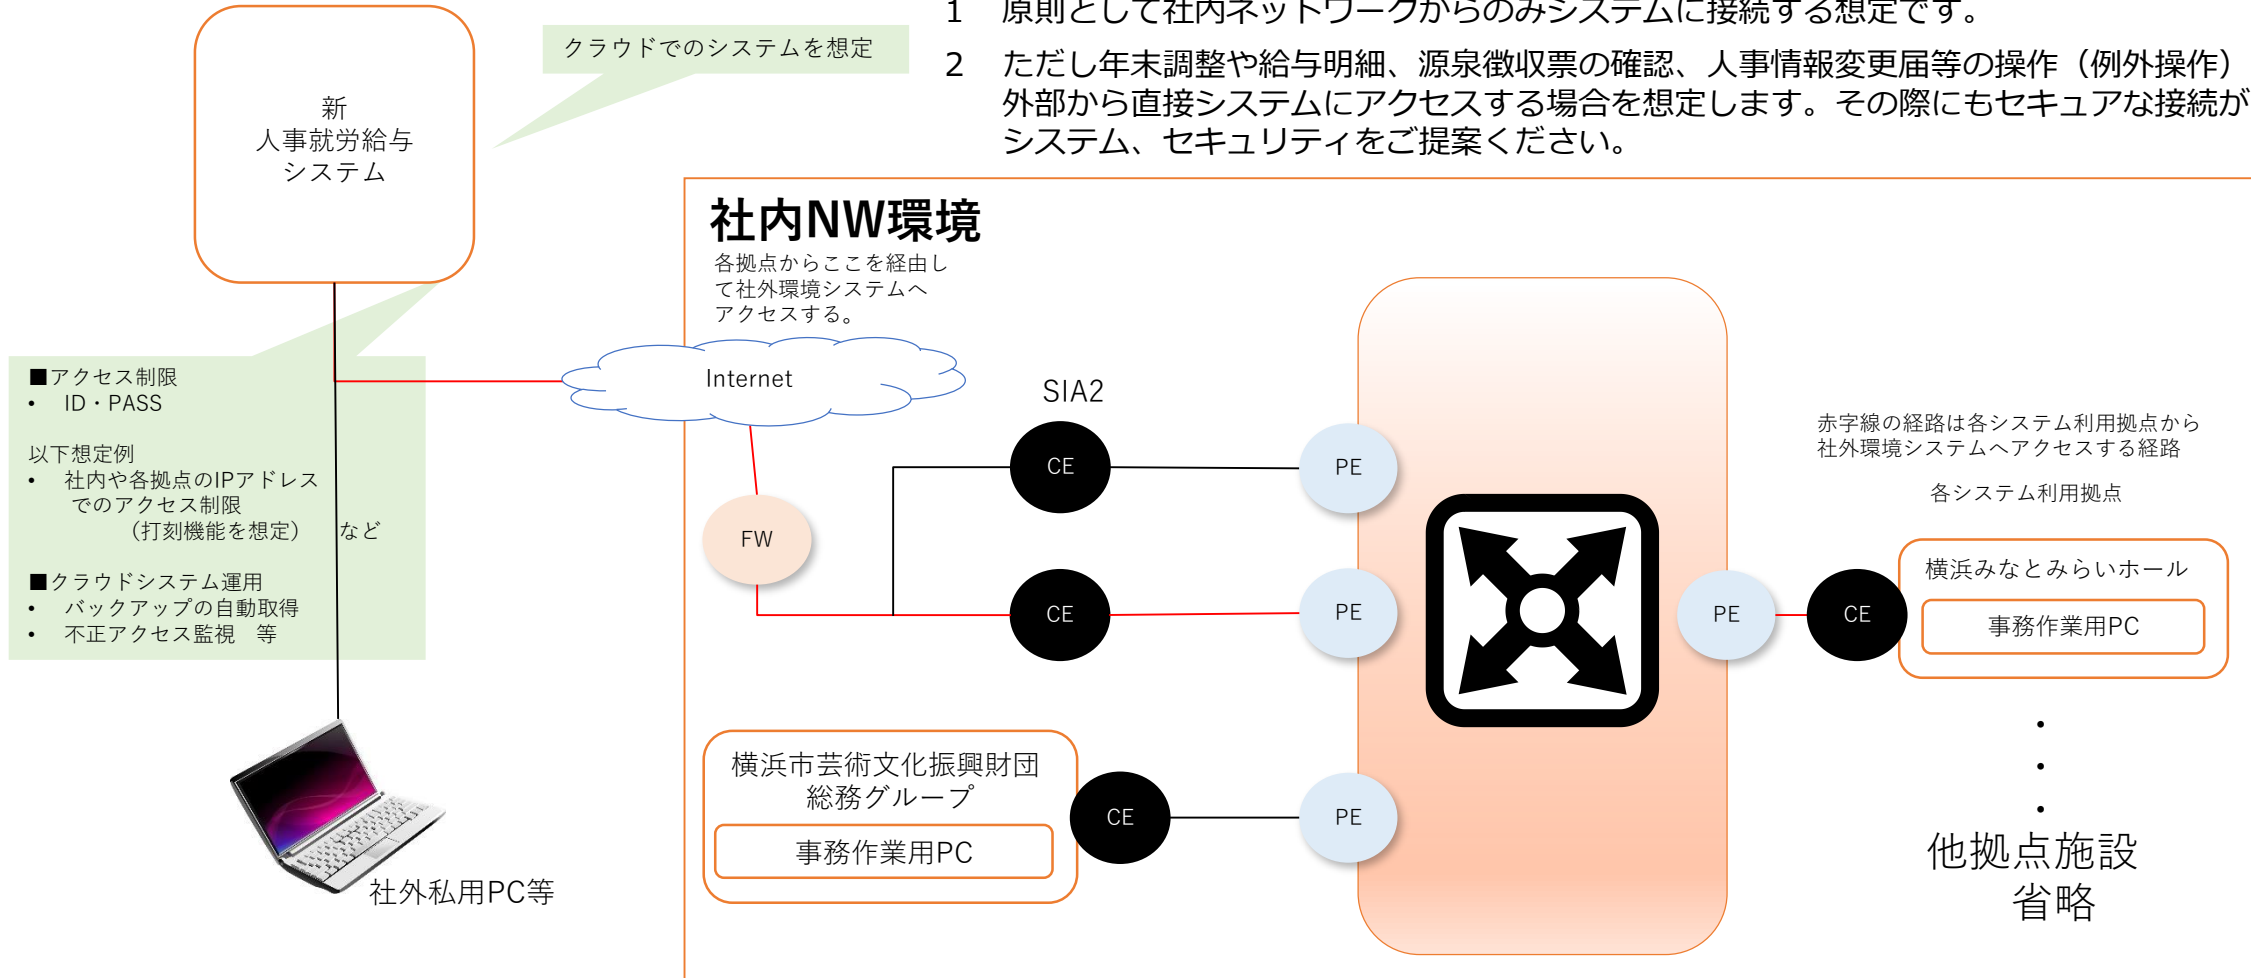 1　原則として社内ネットワークからのみシステムに接続する想定です。
2　ただし年末調整や給与明細、源泉徴収票の確認、人事情報変更届等の操作（例外操作）
外部から直接システムにアクセスする場合を想定します。その際にもセキュアな接続が
システム、セキュリティをご提案ください。
クラウドでのシステムを想定
新
人事就労給与
システム
社内NW環境
各拠点からここを経由し
て社外環境システムへ
アクセスする。
Internet
■アクセス制限
• ID・PASS
以下想定例
• 社内や各拠点のIPアドレス
でのアクセス制限
（打刻機能を想定）　など
■クラウドシステム運用
• バックアップの自動取得
• 不正アクセス監視　等
社外私用PC等
SIA2
CE
PE
FW
CE
PE
横浜市芸術文化振興財団
総務グループ
事務作業用PC
CE
PE
赤字線の経路は各システム利用拠点から
社外環境システムへアクセスする経路
各システム利用拠点
PE
CE
横浜みなとみらいホール
事務作業用PC
・
・
・
他拠点施設
省略